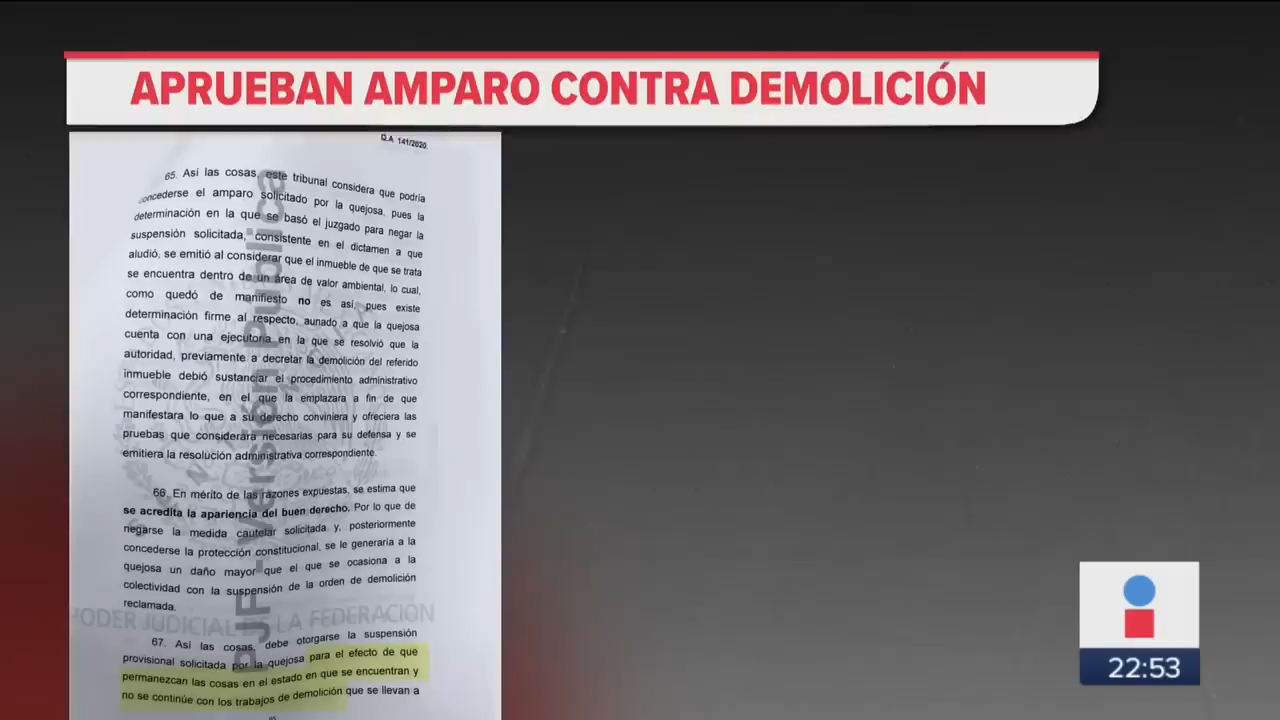 APRUEBAN AMPARO CONTRA DEMOLICIÓN
Q.A. 141/2020.
65. Así las cosas, este tribunal considera que podría
concederse el amparo solicitado por la quejosa, pues la
determinación en la que se basó el juzgado para negar la
suspensión solicitada, consistente en el dictamen a que
aludió, se emitió al considerar que el inmueble de que se trata
se encuentra dentro de un área de valor ambiental, lo cual,
como quedó de manifiesto no es así, pues existe
determinación firme al respecto, aunado a que la quejosa
cuenta con una ejecutoria en la que se resolvió que la
autoridad, previamente a decretar la demolición del referido
inmueble debió sustanciar el procedimiento administrativo
correspondiente, en el que la emplazara a fin de que
manifestara lo que a su derecho conviniera y ofreciera las
pruebas que considerara necesarias para su defensa y se
emitiera la resolución administrativa correspondiente.
66. En mérito de las razones expuestas, se estima que
se acredita la apariencia del buen derecho. Por lo que de
negarse la medida cautelar solicitada y, posteriormente
concederse la protección constitucional, se le generaría a la
quejosa un daño mayor que el que se ocasiona a la
colectividad con la suspensión de la orden de demolición
reclamada.
67. Así las cosas, debe otorgarse la suspensión
provisional solicitada por la quejosa para el efecto de que
permanezcan las cosas en el estado en que se encuentran y
no se continúe con los trabajos de demolición que se llevan a
PJF - Versión Pública
PODER JUDICIAL DE LA FEDERACIÓN
22:53